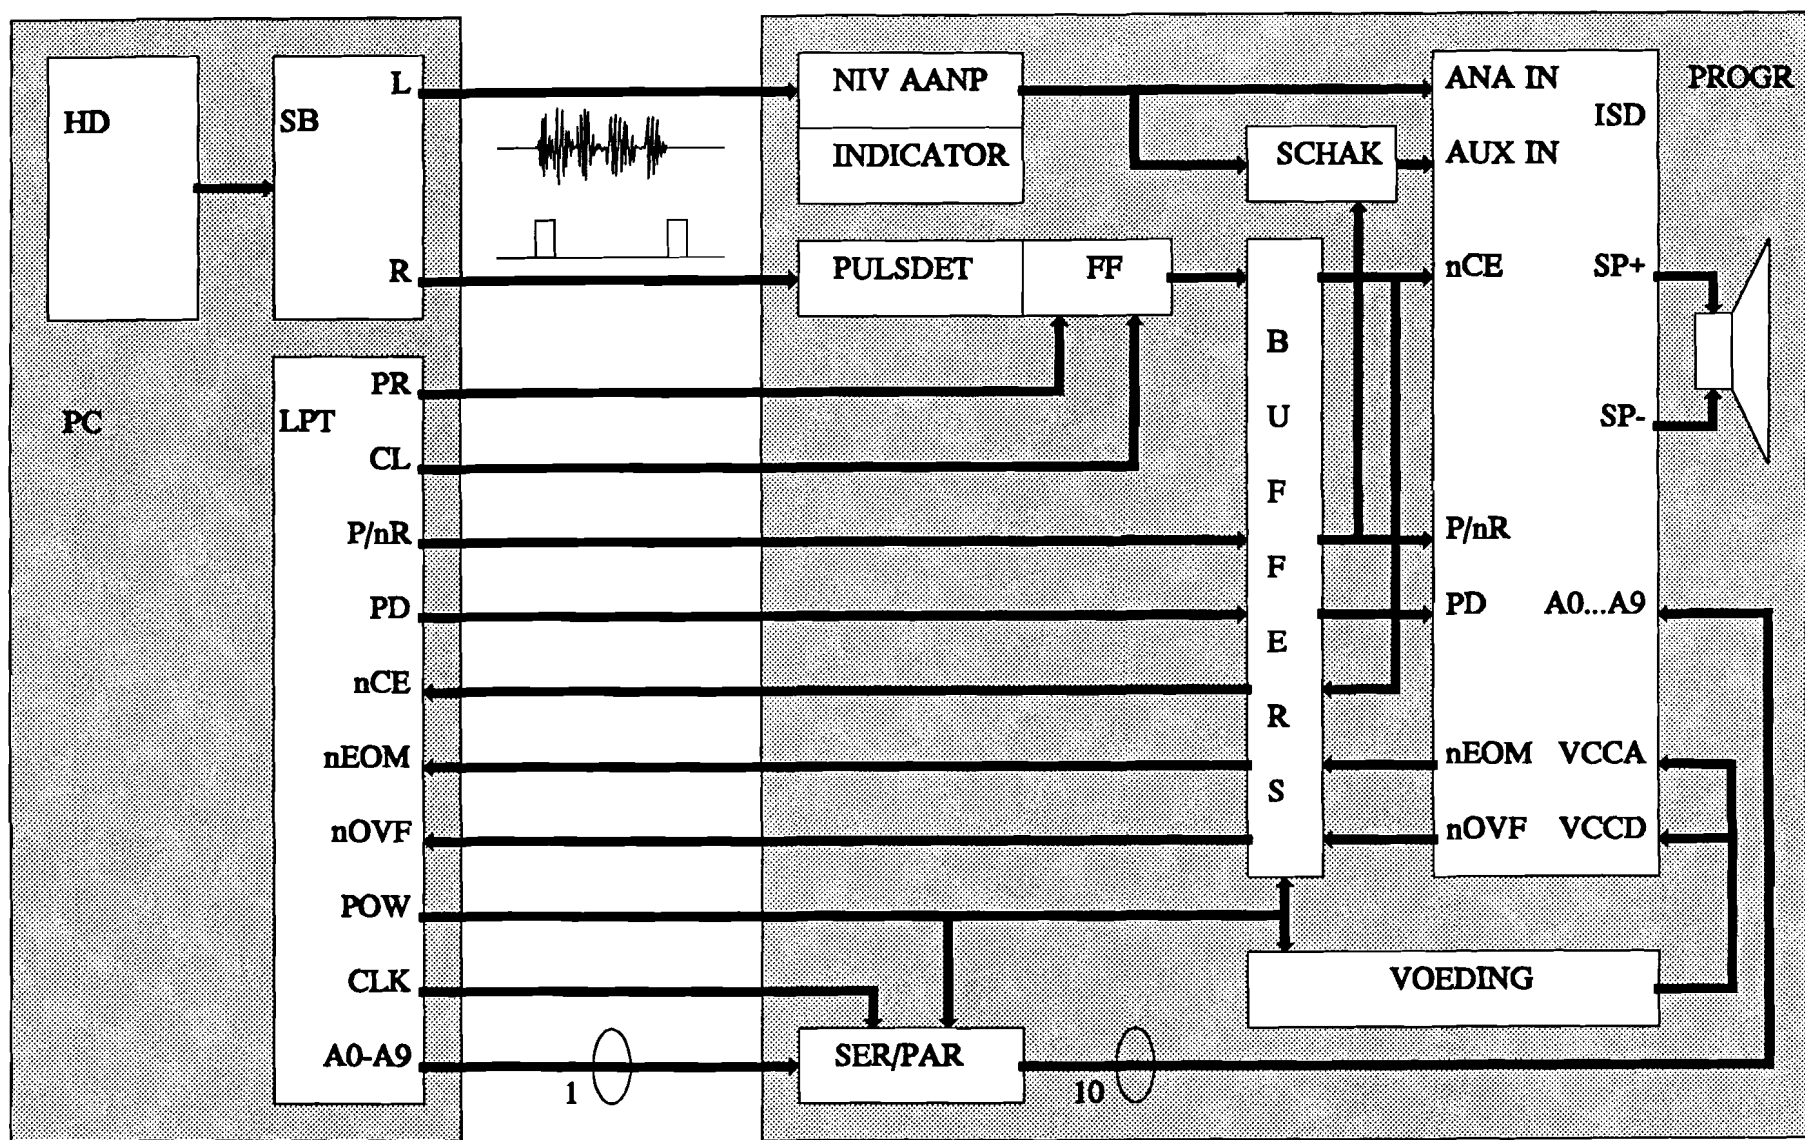 HD
SB
L
R
PC
LPT
PR
CL
P/nR
PD
nCE
nEOM
nOVF
POW
CLK
A0-A9
1
NIV AANP
INDICATOR
PULSDET
FF
SCHAK
BUFFERS
ANA IN
PROGR
ISD
AUX IN
nCE
SP+
SP-
P/nR
PD
A0...A9
nEOM
VCCA
nOVF
VCCD
VOEDING
SER/PAR
10